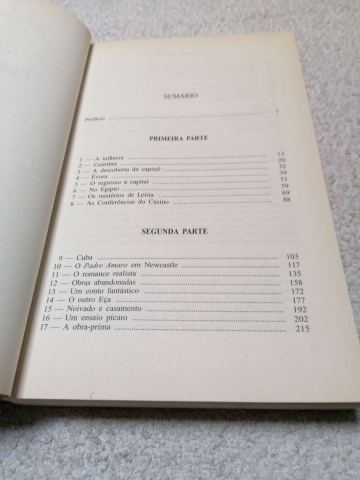 SUMÁRIO
Prefácio
PRIMEIRA PARTE
1 — A infância 13
2 — Coimbra 20
3 — A descoberta da capital 32
4 — Évora 39
5 — O regresso à capital 51
6 — No Egipto 59
7 — Os mistérios de Leiria 69
8 — As Conferências do Casino 88
SEGUNDA PARTE
9 — Cuba 103
10 — O Padre Amaro em Newcastle 117
11 — O romance realista 135
12 — Obras abandonadas 158
13 — Um conto fantástico 172
14 — O outro Eça 177
15 — Noivado e casamento 192
16 — Um ensaio pícaro 202
17 — A obra-prima 215